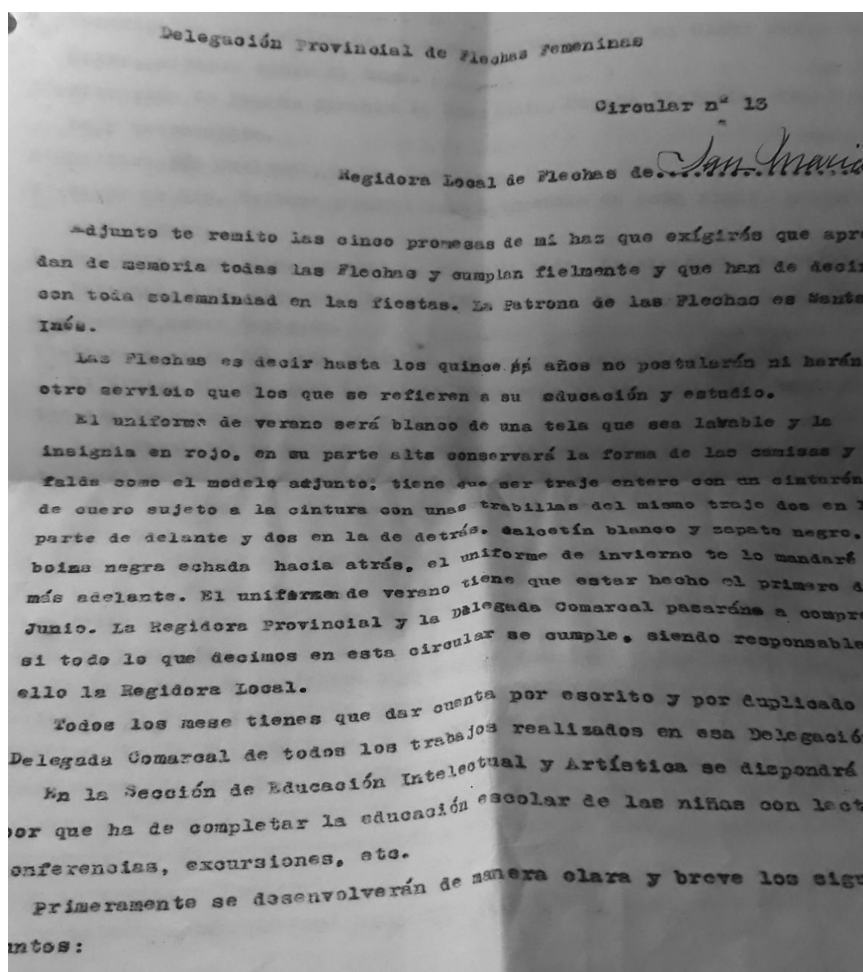 Delegación Provincial de Flechas Femeninas
Circular nª 13
Regidora Local de Flechas de..San Mario
Adjunto te remito las cinco promesas de mi haz que exígirás que apre
dan de memoria todas las Flechas y cumplan fielmente y que han de decir
con toda solemniniad en las fiestas. La Patrona de las Flechas es Santa
Inés.
Las Flechas es decir hasta los quince años no postularán ni harán
otro servicio que los que se refieren a su educación y estudio.
El uniforme de verano será blanco de una tela que sea lavable y la
insignia en rojo, en su parte alta conservará la forma de las camisas y
falda como el modelo adjunto; tiene que ser traje entero con un cinturón
de cuero sujeto a la cintura con unas trabillas del mismo traje dos en l
parte de delante y dos en la de detrás. Calcetín blanco y zapato negro,
boina negra echada hacia atrás, el uniforme de invierno te lo mandaré
más adelante. El uniforme de verano tiene que estar hecho el primero d
Junio. La Regidora Provincial y la Delegada Comarcal pasaráne a compro
si todo lo que decimos en esta circular se cumple, siendo responsable
ello la Regidora Local.
Todos los mese tienes que dar cuenta por escrito y por duplicado
Delegada Comarcal de todos los trabajos realizados en esa Delegació
En la Sección de Educación Intelectual y Artística se dispondrá
or que ha de completar la educación escolar de las niñas con lect
onferencias, excursiones, etc.
Primeramente se desenvolverán de manera clara y breve los sigu
untos: